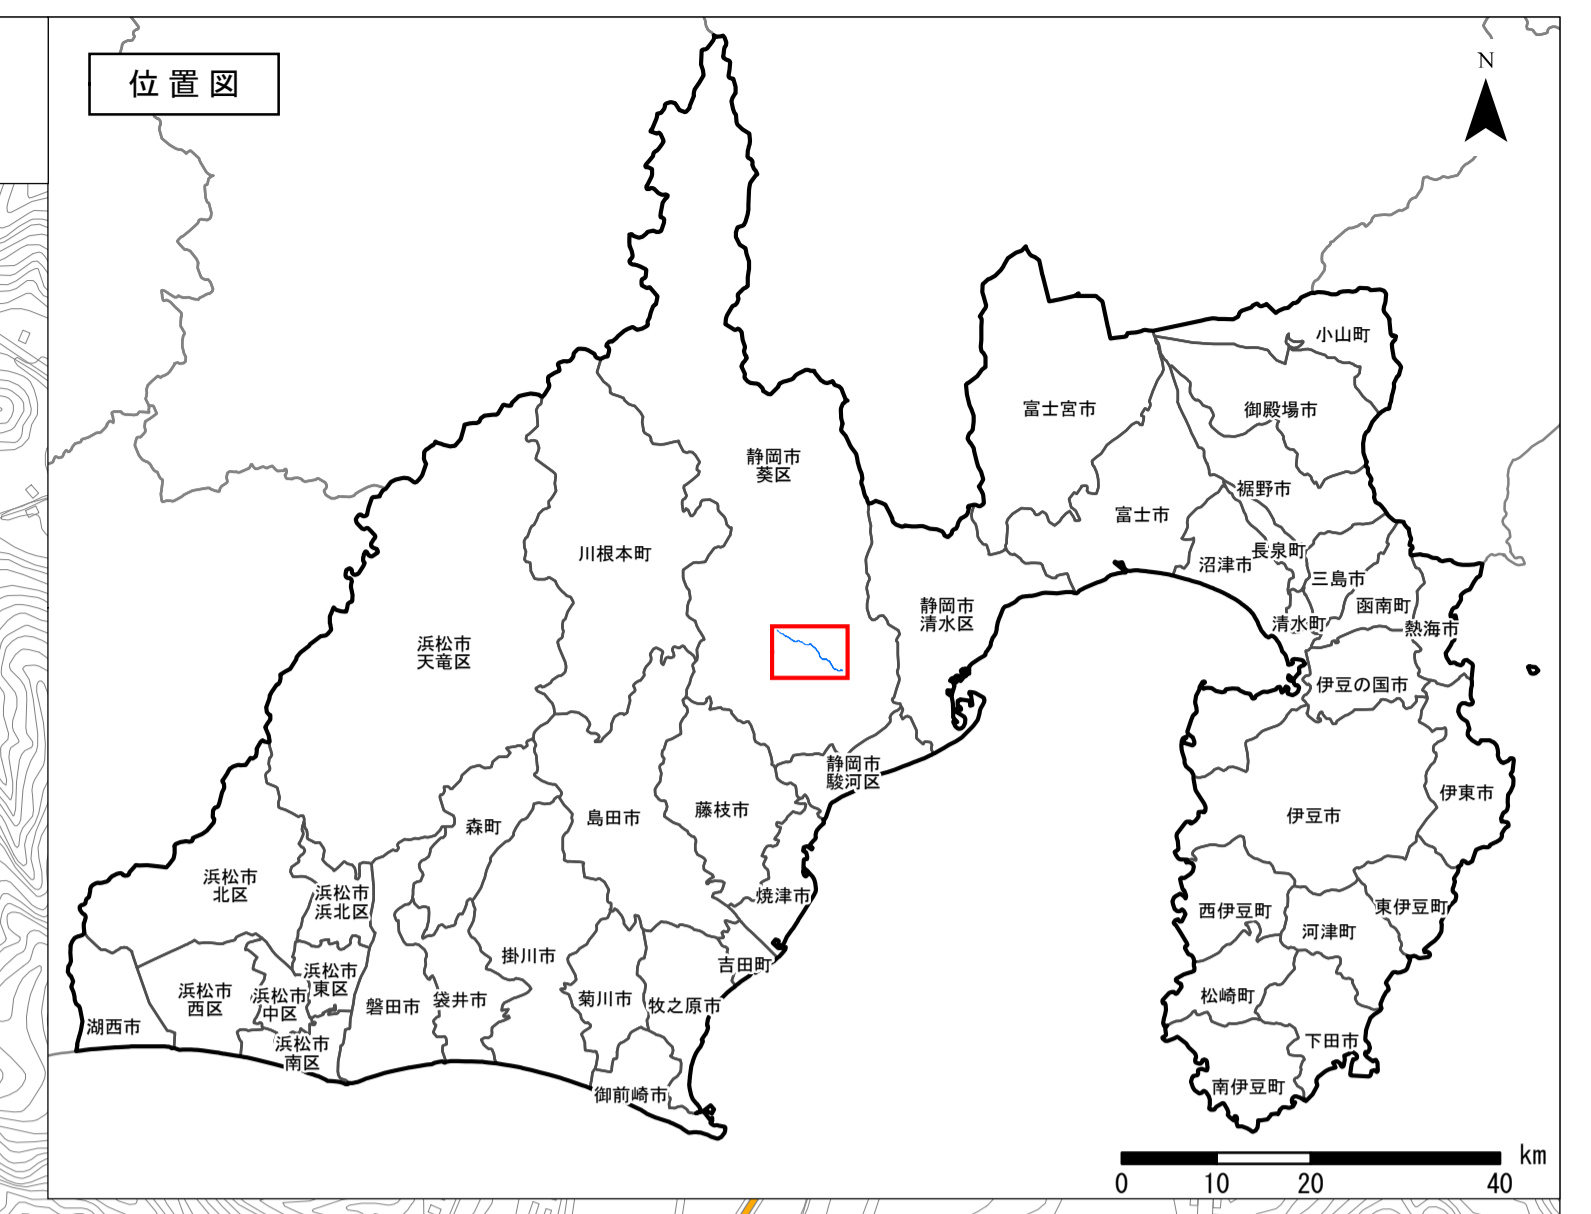 位置図
N
小山町
富士宮市
御殿場市
静岡市
葵区
裾野市
富士市
川根本町
長泉町
沼津市
三島市
静岡市
清水区
函南町
清水町
熱海市
浜松市
天竜区
伊豆の国市
静岡市
駿河区
伊東市
藤枝市
島田市
伊豆市
森町
浜松市
北区
浜松市
浜北区
焼津市
西伊豆町
東伊豆町
河津町
掛川市
吉田町
浜松市
東区
浜松市
西区
浜松市
中区
磐田市
袋井市
菊川市
牧之原市
松崎町
湖西市
浜松市
南区
下田市
南伊豆町
御前崎市
km
0 10 20 40